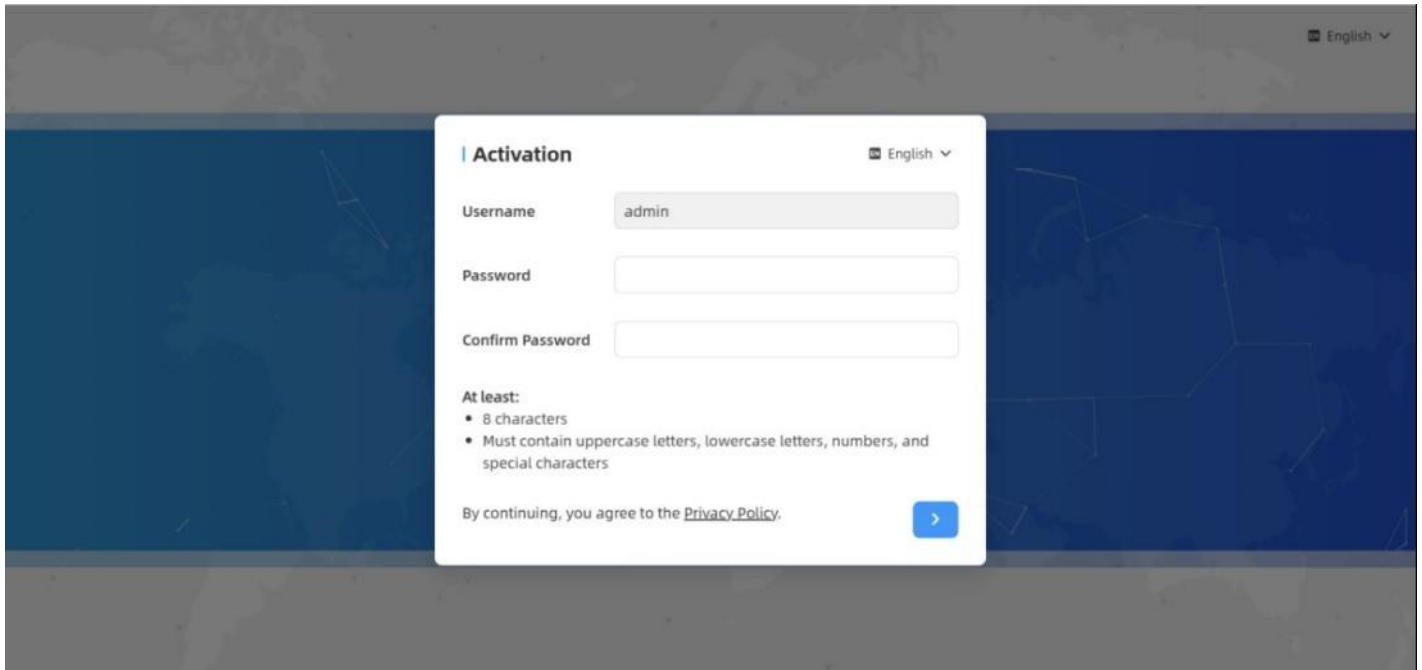 English
Activation
English
Username
admin
Password
Confirm Password
At least:
• 8 characters
• Must contain uppercase letters, lowercase letters, numbers, and
special characters
By continuing, you agree to the Privacy Policy.